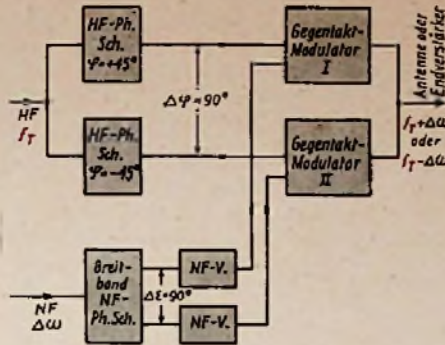 HF-Ph.
Sch.
φ=+45°
HF
f_T
HF-Ph.
Sch.
φ=-45°
Δφ=90°
Gegentakt-
Modulator
I
Gegentakt-
Modulator
II
Antenne oder
Endverstärker
f_T+Δω
oder
f_T-Δω
NF
Δω
Breit-
band
NF-
Ph.Sch.
Δε=90°
NF-V.
NF-V.